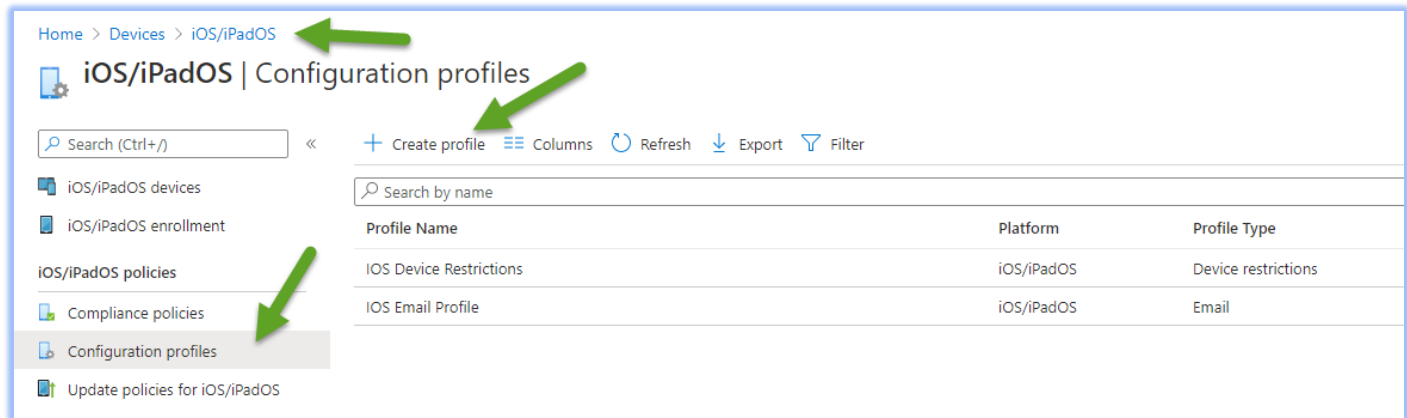 Home > Devices > iOS/iPadOS
iOS/iPadOS | Configuration profiles
Search (Ctrl+/)
«
+ Create profile
Columns
Refresh
Export
Filter
iOS/iPadOS devices
iOS/iPadOS enrollment
iOS/iPadOS policies
Compliance policies
Configuration profiles
Update policies for iOS/iPadOS
Search by name
Profile Name Platform Profile Type
IOS Device Restrictions iOS/iPadOS Device restrictions
IOS Email Profile iOS/iPadOS Email